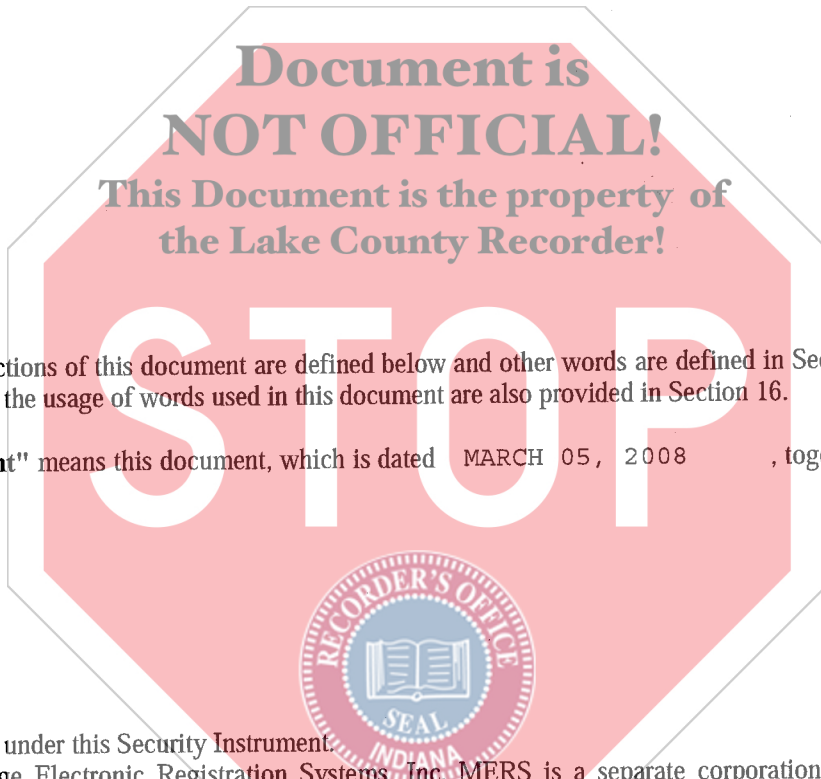 Document is
NOT OFFICIAL!
This Document is the property of
the Lake County Recorder!
STOP
ctions of this document are defined below and other words are defined in Sec
the usage of words used in this document are also provided in Section 16.
nt" means this document, which is dated MARCH 05, 2008 , toge
RECORDER'S OFFICE
SEAL
INDIANA
under this Security Instrument.
ge Electronic Registration Systems, Inc. MERS is a separate corporation